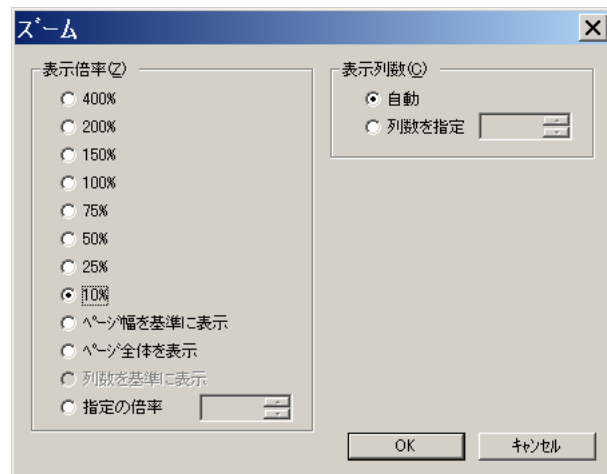 ズーム
表示倍率(Z)
400%
200%
150%
100%
75%
50%
25%
10%
ページ幅を基準に表示
ページ全体を表示
列数を基準に表示
指定の倍率
表示列数(C)
自動
列数を指定
OK
キャンセル